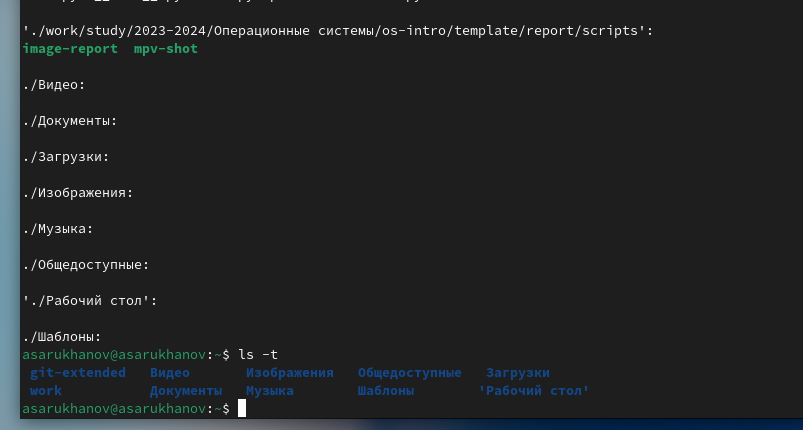 './work/study/2023-2024/Операционные системы/os-intro/template/report/scripts':
image-report  mpv-shot
./Видео:
./Документы:
./Загрузки:
./Изображения:
./Музыка:
./Общедоступные:
'./Рабочий стол':
./Шаблоны:
asarukhanov@asarukhanov:~$ ls -t
git-extended  Видео  Изображения  Общедоступные  Загрузки
work  Документы  Музыка  Шаблоны  'Рабочий стол'
asarukhanov@asarukhanov:~$